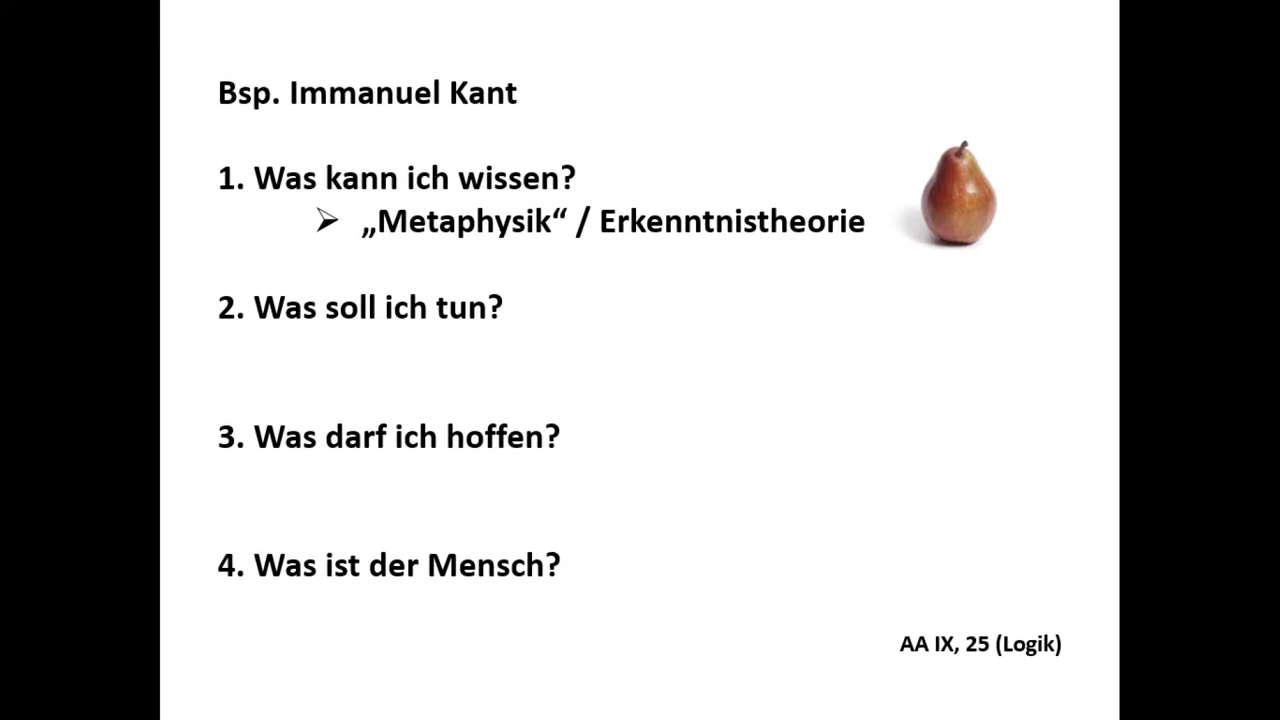 Bsp. Immanuel Kant
1. Was kann ich wissen?
➢ „Metaphysik“ / Erkenntnistheorie
2. Was soll ich tun?
3. Was darf ich hoffen?
4. Was ist der Mensch?
AA IX, 25 (Logik)